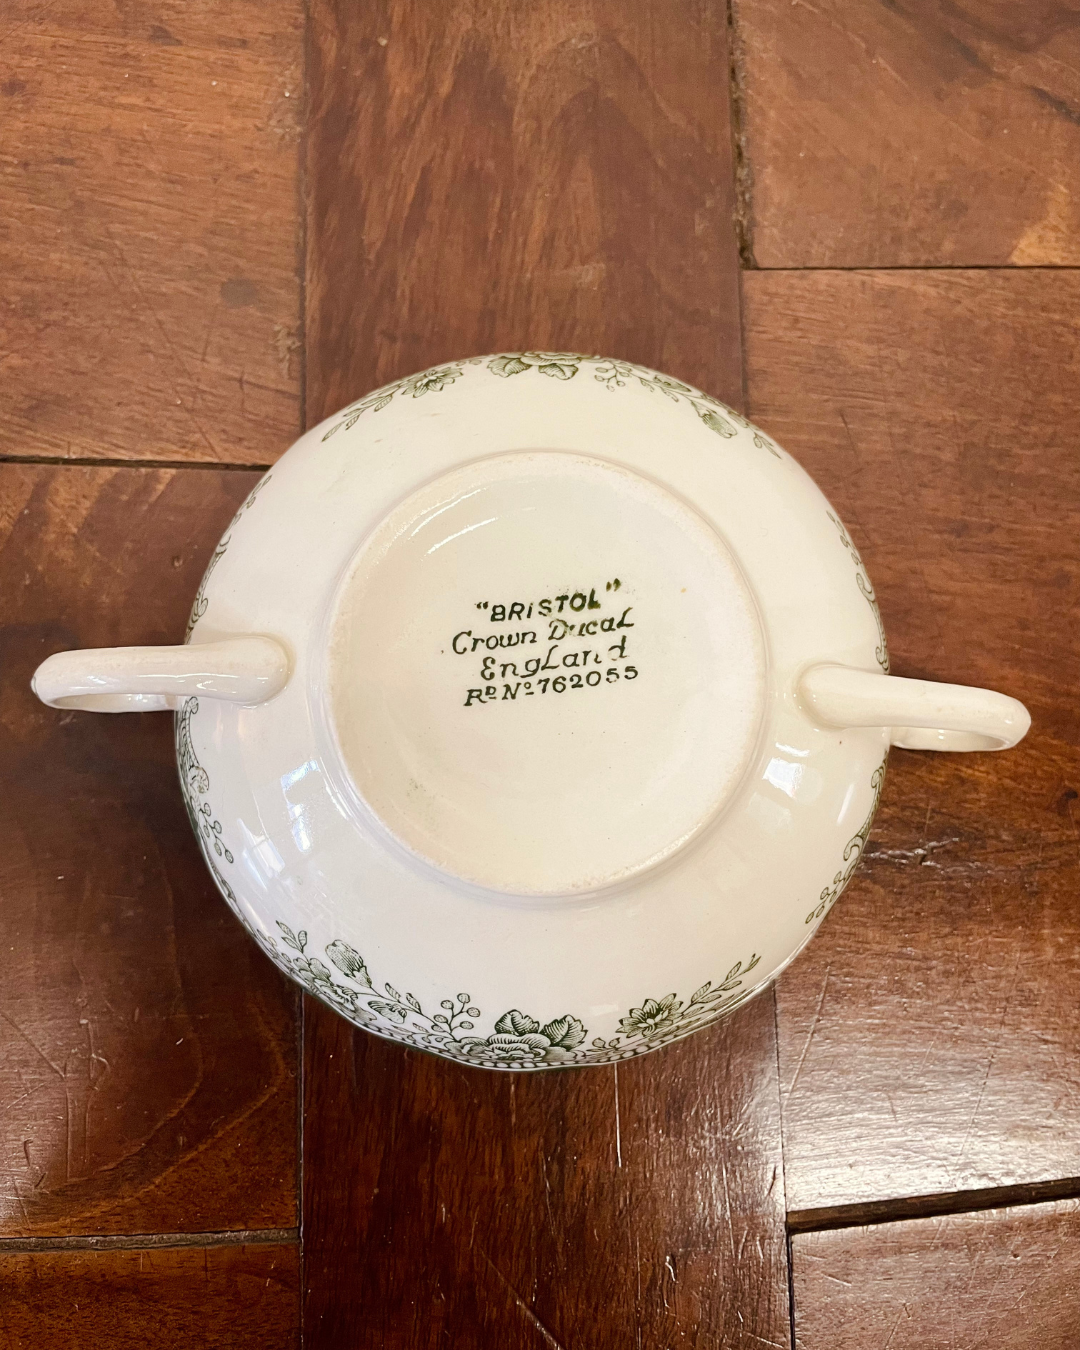 "BRISTOL"
Crown Ducal
England
Rᴰ Nº 762055